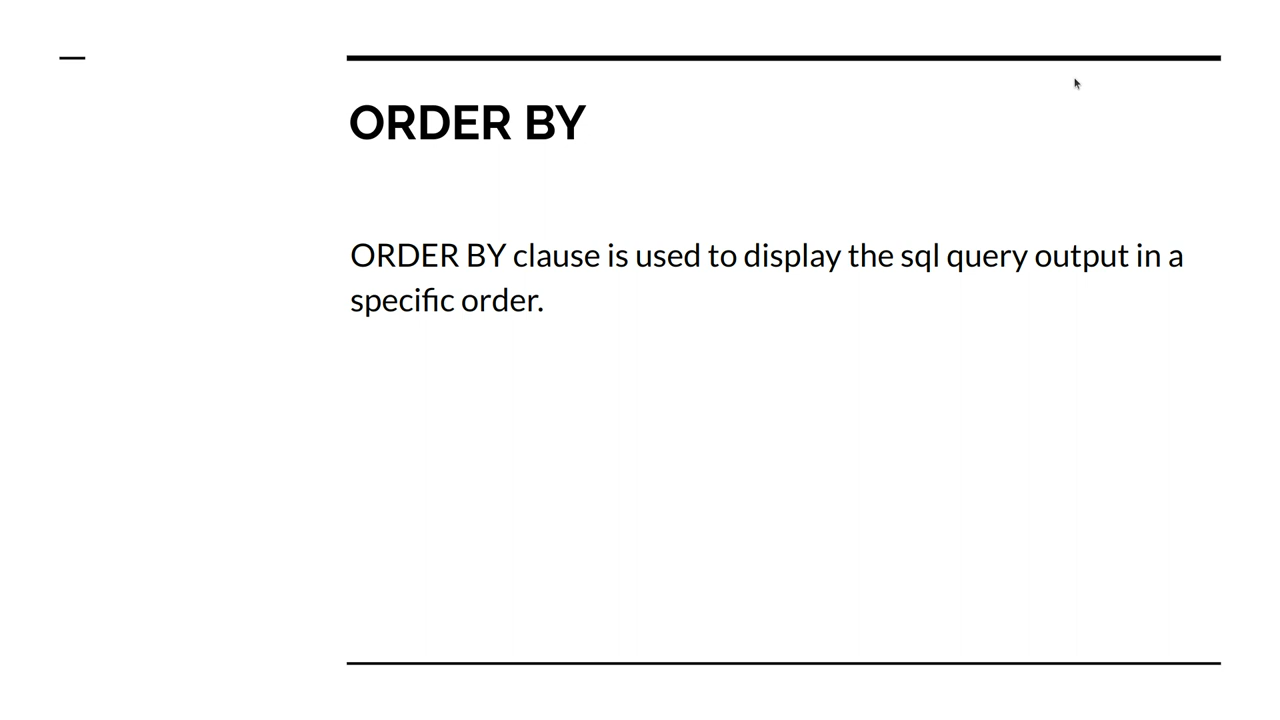 ORDER BY
ORDER BY clause is used to display the sql query output in a
specific order.